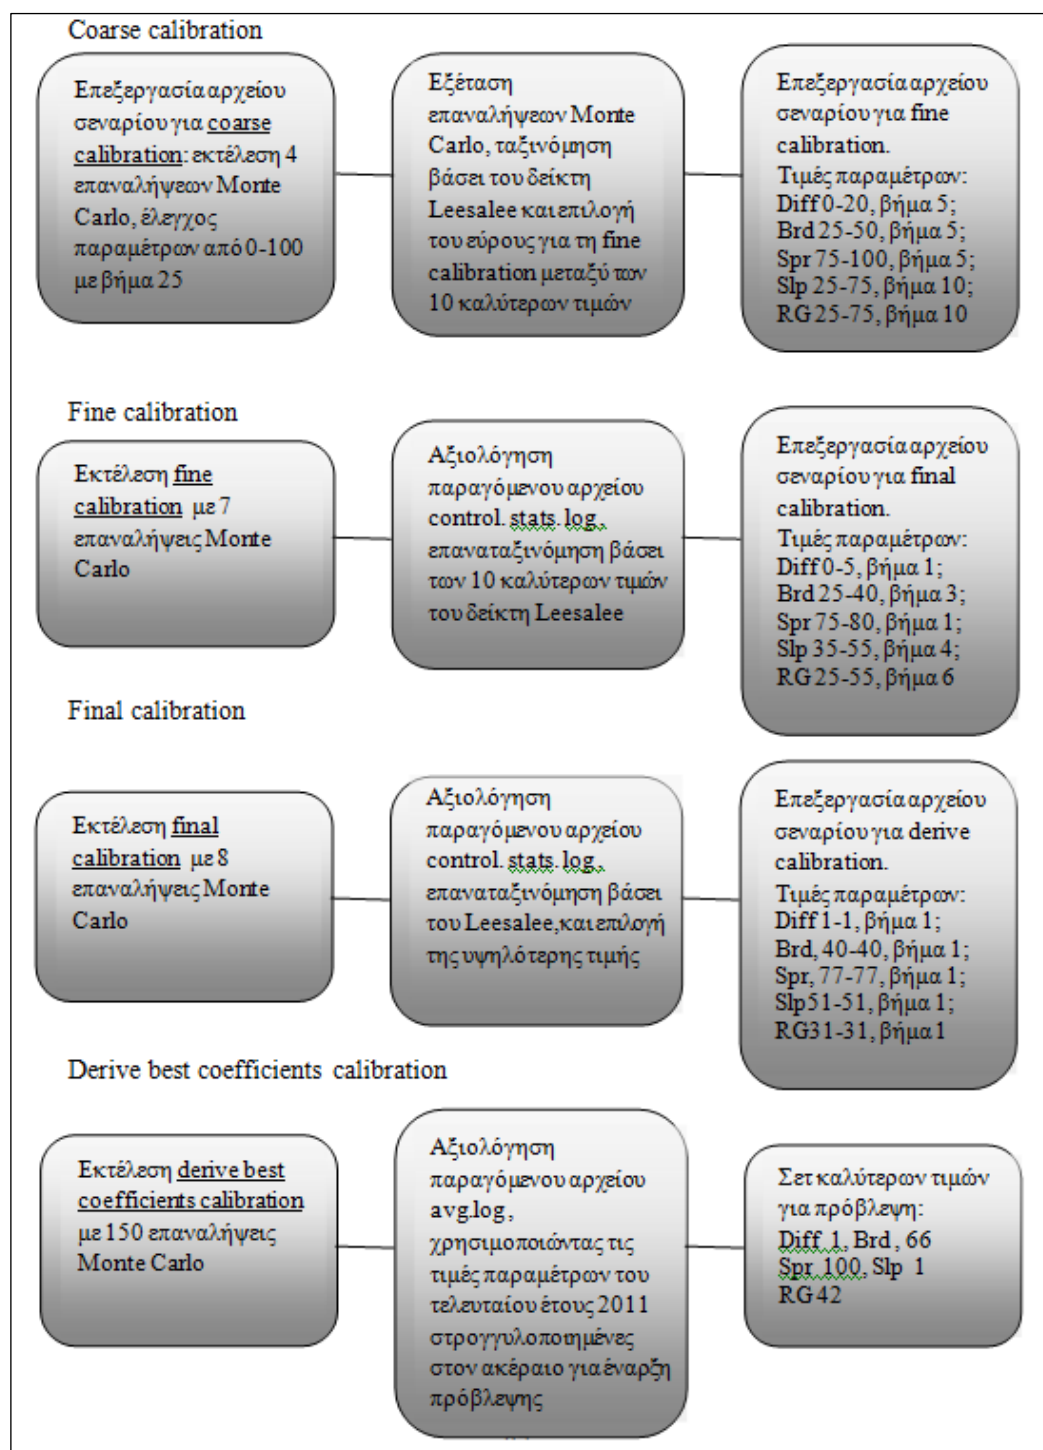 Coarse calibration
Επεξεργασία αρχείου
σεναρίου για coarse
calibration: εκτέλεση 4
επαναλήψεων Monte
Carlo, έλεγχος
παραμέτρων από 0-100
με βήμα 25
Εξέταση
επαναλήψεων Monte
Carlo, ταξινόμηση
βάσει του δείκτη
Leesalee και επιλογή
του εύρους για τη fine
calibration μεταξύ των
10 καλύτερων τιμών
Επεξεργασία αρχείου
σεναρίου για fine
calibration.
Τιμές παραμέτρων:
Diff 0-20, βήμα 5;
Brd 25-50, βήμα 5;
Spr 75-100, βήμα 5;
Slp 25-75, βήμα 10;
RG 25-75, βήμα 10
Fine calibration
Εκτέλεση fine
calibration με 7
επαναλήψεις Monte
Carlo
Αξιολόγηση
παραγόμενου αρχείου
control. stats. log.,
επαναταξινόμηση βάσει
των 10 καλύτερων τιμών
του δείκτη Leesalee
Επεξεργασία αρχείου
σεναρίου για final
calibration.
Τιμές παραμέτρων:
Diff 0-5, βήμα 1;
Brd 25-40, βήμα 3;
Spr 75-80, βήμα 1;
Slp 35-55, βήμα 4;
RG 25-55, βήμα 6
Final calibration
Εκτέλεση final
calibration με 8
επαναλήψεις Monte
Carlo
Αξιολόγηση
παραγόμενου αρχείου
control. stats. log.,
επαναταξινόμηση βάσει
του Leesalee,και επιλογή
της υψηλότερης τιμής
Επεξεργασία αρχείου
σεναρίου για derive
calibration.
Τιμές παραμέτρων:
Diff 1-1, βήμα 1;
Brd, 40-40, βήμα 1;
Spr, 77-77, βήμα 1;
Slp51-51, βήμα 1;
RG31-31, βήμα 1
Derive best coefficients calibration
Εκτέλεση derive best
coefficients calibration
με 150 επαναλήψεις
Monte Carlo
Αξιολόγηση
παραγόμενου αρχείου
avg.log ,
χρησιμοποιώντας τις
τιμές παραμέτρων του
τελευταίου έτους 2011
στρογγυλοποιημένες
στον ακέραιο για έναρξη
πρόβλεψης
Σετ καλύτερων τιμών
για πρόβλεψη:
Diff 1, Brd , 66
Spr 100, Slp 1
RG 42